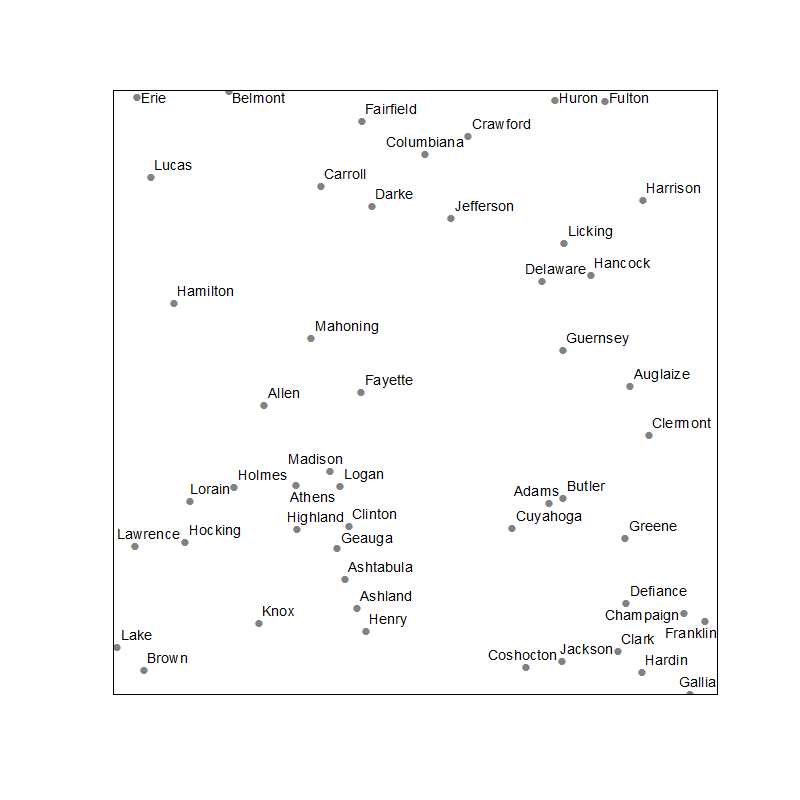 Erie
Belmont
Huron
Fulton
Fairfield
Crawford
Columbiana
Lucas
Carroll
Darke
Harrison
Jefferson
Licking
Delaware
Hancock
Hamilton
Mahoning
Guernsey
Auglaize
Fayette
Allen
Clermont
Madison
Holmes
Logan
Lorain
Athens
Adams
Butler
Highland
Clinton
Cuyahoga
Greene
Lawrence
Hocking
Geauga
Ashtabula
Defiance
Ashland
Knox
Henry
Champaign
Franklin
Lake
Clark
Brown
Coshocton
Jackson
Hardin
Gallia